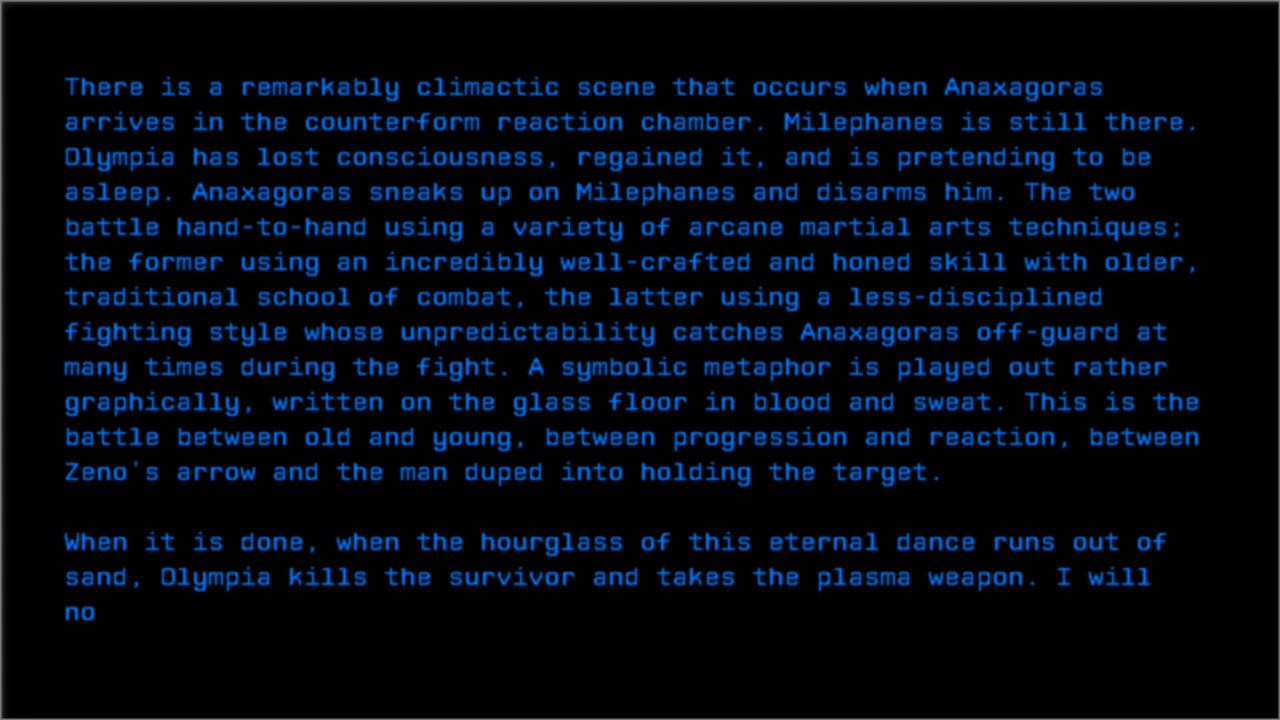 There is a remarkably climactic scene that occurs when Anaxagoras
arrives in the counterform reaction chamber. Milephanes is still there.
Olympia has lost consciousness, regained it, and is pretending to be
asleep. Anaxagoras sneaks up on Milephanes and disarms him. The two
battle hand-to-hand using a variety of arcane martial arts techniques;
the former using an incredibly well-crafted and honed skill with older,
traditional school of combat, the latter using a less-disciplined
fighting style whose unpredictability catches Anaxagoras off-guard at
many times during the fight. A symbolic metaphor is played out rather
graphically, written on the glass floor in blood and sweat. This is the
battle between old and young, between progression and reaction, between
Zeno's arrow and the man duped into holding the target.
When it is done, when the hourglass of this eternal dance runs out of
sand, Olympia kills the survivor and takes the plasma weapon. I will
no